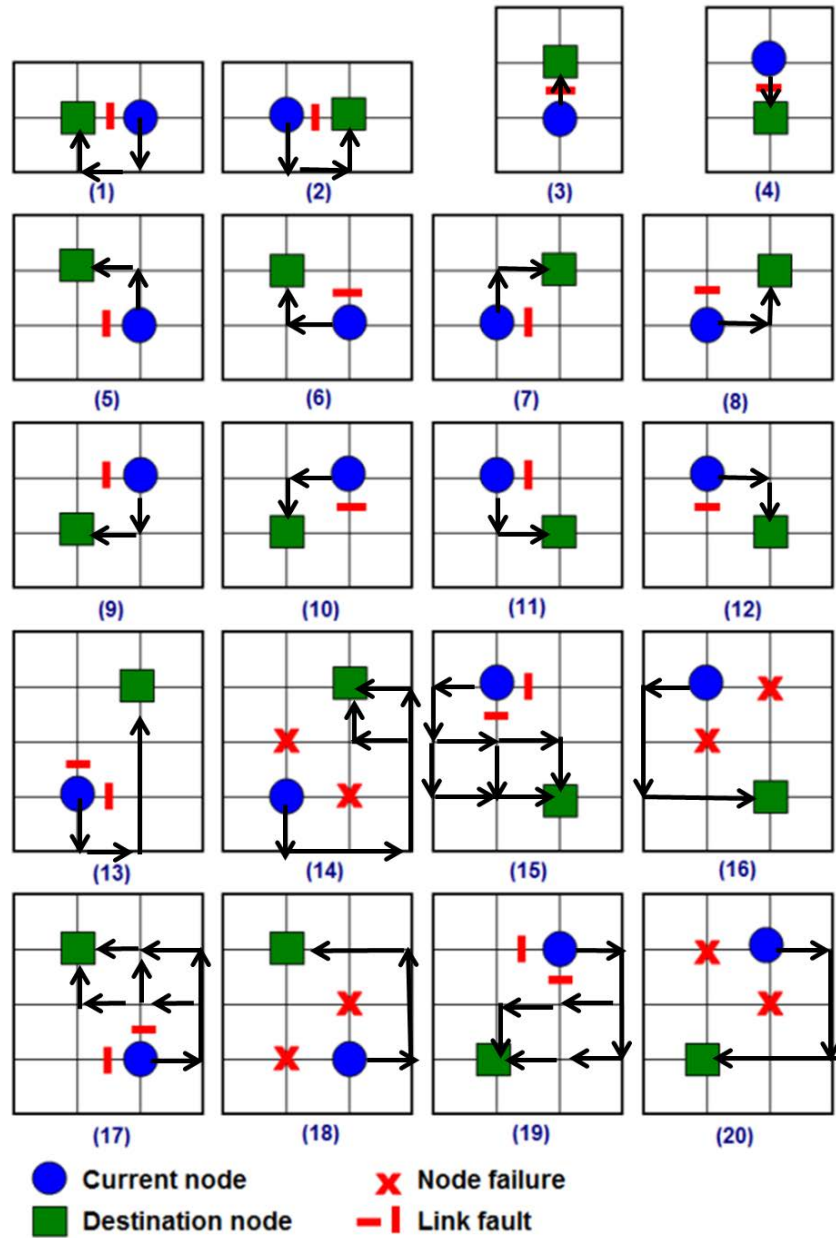 (1) (2) (3) (4)
(5) (6) (7) (8)
(9) (10) (11) (12)
(13) (14) (15) (16)
(17) (18) (19) (20)
Current node Node failure
Destination node Link fault